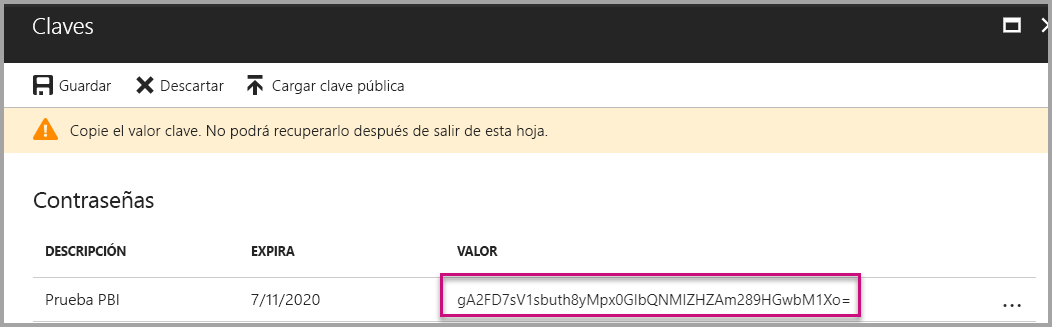 Claves
Guardar Descartar Cargar clave pública
Copie el valor clave. No podrá recuperarlo después de salir de esta hoja.
Contraseñas
DESCRIPCIÓN EXPIRA VALOR
Prueba PBI 7/11/2020 gA2FD7sV1sbuth8yMpx0GlbQNMIZHZAm289HGwbM1Xo=